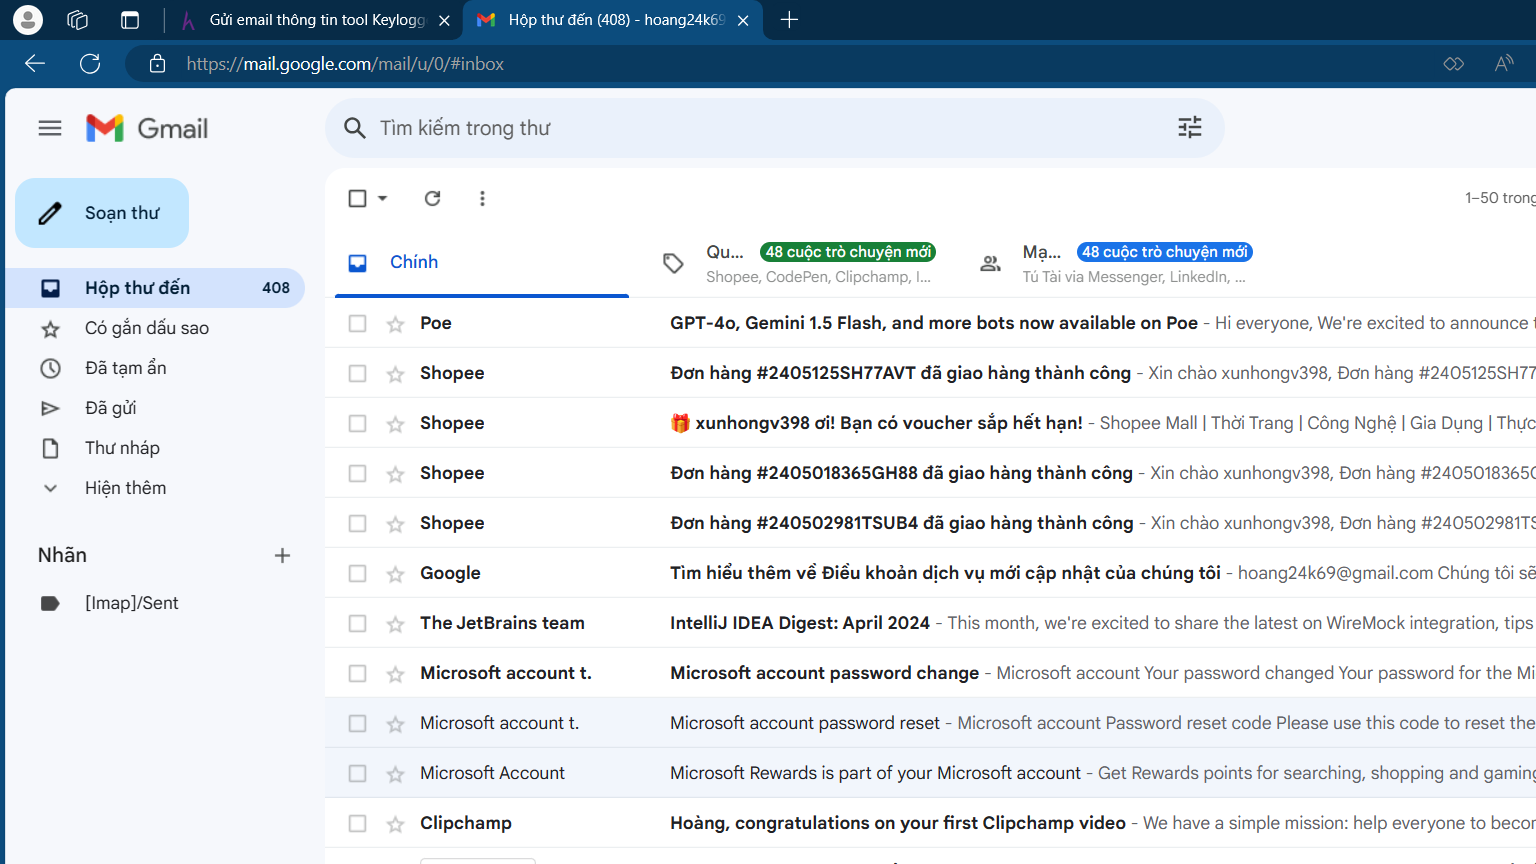 Gửi email thông tin tool Keylogg
Hộp thư đến (408) - hoang24k69
https://mail.google.com/mail/u/0/#inbox
Gmail
Tìm kiếm trong thư
Soạn thư
1–50 trong
Chính
Qu... 48 cuộc trò chuyện mới
Shopee, CodePen, Clipchamp, I...
Mạ... 48 cuộc trò chuyện mới
Tú Tài via Messenger, LinkedIn, ...
Hộp thư đến 408
Có gắn dấu sao
Đã tạm ẩn
Đã gửi
Thư nháp
Hiện thêm
Nhãn
[Imap]/Sent
Poe GPT-4o, Gemini 1.5 Flash, and more bots now available on Poe - Hi everyone, We're excited to announce t
Shopee Đơn hàng #2405125SH77AVT đã giao hàng thành công - Xin chào xunhongv398, Đơn hàng #2405125SH77
Shopee 🎁 xunhongv398 ơi! Bạn có voucher sắp hết hạn! - Shopee Mall | Thời Trang | Công Nghệ | Gia Dụng | Thực
Shopee Đơn hàng #2405018365GH88 đã giao hàng thành công - Xin chào xunhongv398, Đơn hàng #2405018365G
Shopee Đơn hàng #240502981TSUB4 đã giao hàng thành công - Xin chào xunhongv398, Đơn hàng #240502981TS
Google Tìm hiểu thêm về Điều khoản dịch vụ mới cập nhật của chúng tôi - hoang24k69@gmail.com Chúng tôi sẽ
The JetBrains team IntelliJ IDEA Digest: April 2024 - This month, we're excited to share the latest on WireMock integration, tips
Microsoft account t. Microsoft account password change - Microsoft account Your password changed Your password for the Mi
Microsoft account t. Microsoft account password reset - Microsoft account Password reset code Please use this code to reset the
Microsoft Account Microsoft Rewards is part of your Microsoft account - Get Rewards points for searching, shopping and gaming
Clipchamp Hoàng, congratulations on your first Clipchamp video - We have a simple mission: help everyone to becom